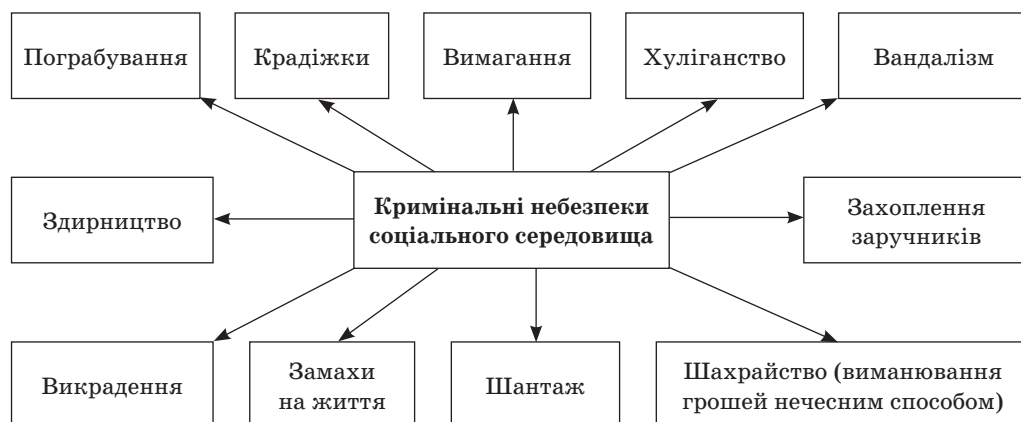 Пограбування
Крадіжки
Вимагання
Хуліганство
Вандалізм
Здирництво
Кримінальні небезпеки
соціального середовища
Захоплення
заручників
Викрадення
Замахи
на життя
Шантаж
Шахрайство (виманювання
грошей нечесним способом)